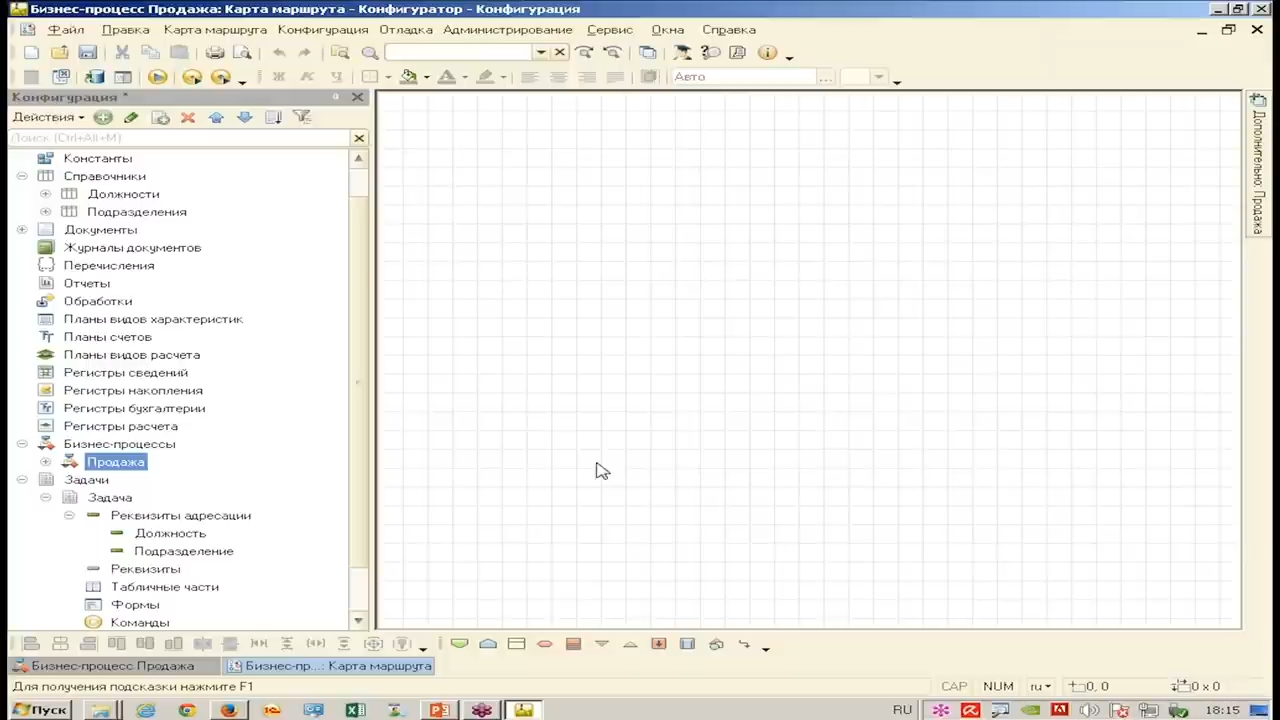 Бизнес-процесс Продажа: Карта маршрута - Конфигуратор - Конфигурация
Файл Правка Карта маршрута Конфигурация Отладка Администрирование Сервис Окна Справка
Ж К Ч Авто
Конфигурация *
Действия
Поиск (Ctrl+Alt+M)
Константы
Справочники
Должности
Подразделения
Документы
Журналы документов
Перечисления
Отчеты
Обработки
Планы видов характеристик
Планы счетов
Планы видов расчета
Регистры сведений
Регистры накопления
Регистры бухгалтерии
Регистры расчета
Бизнес-процессы
Продажа
Задачи
Задача
Реквизиты адресации
Должность
Подразделение
Реквизиты
Табличные части
Формы
Команды
Дополнительно: Продажа
Бизнес-процесс Продажа
Бизнес-пр...: Карта маршрута
Для получения подсказки нажмите F1
CAP NUM ru 0, 0 0 x 0
Пуск RU 18:15